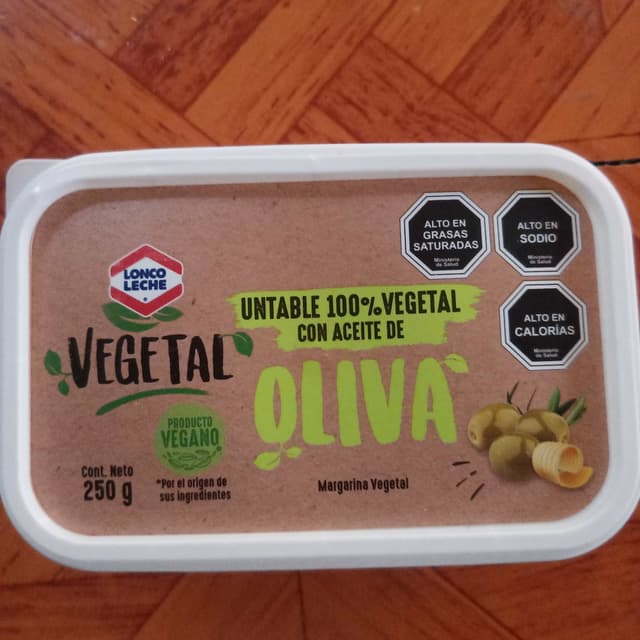 LONCO
LECHE
®
VEGETAL
PRODUCTO
VEGANO
Cont. Neto
250 g
*Por el origen de
sus ingredientes
UNTABLE 100% VEGETAL
CON ACEITE DE
OLIVA
Margarina Vegetal
ALTO EN
GRASAS
SATURADAS
Ministerio
de Salud
ALTO EN
SODIO
Ministerio
de Salud
ALTO EN
CALORÍAS
Ministerio
de Salud